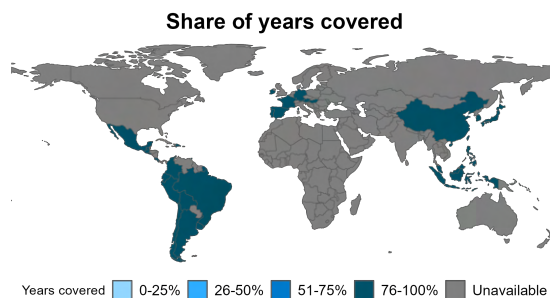 Share of years covered
Years covered 0-25% 26-50% 51-75% 76-100% Unavailable